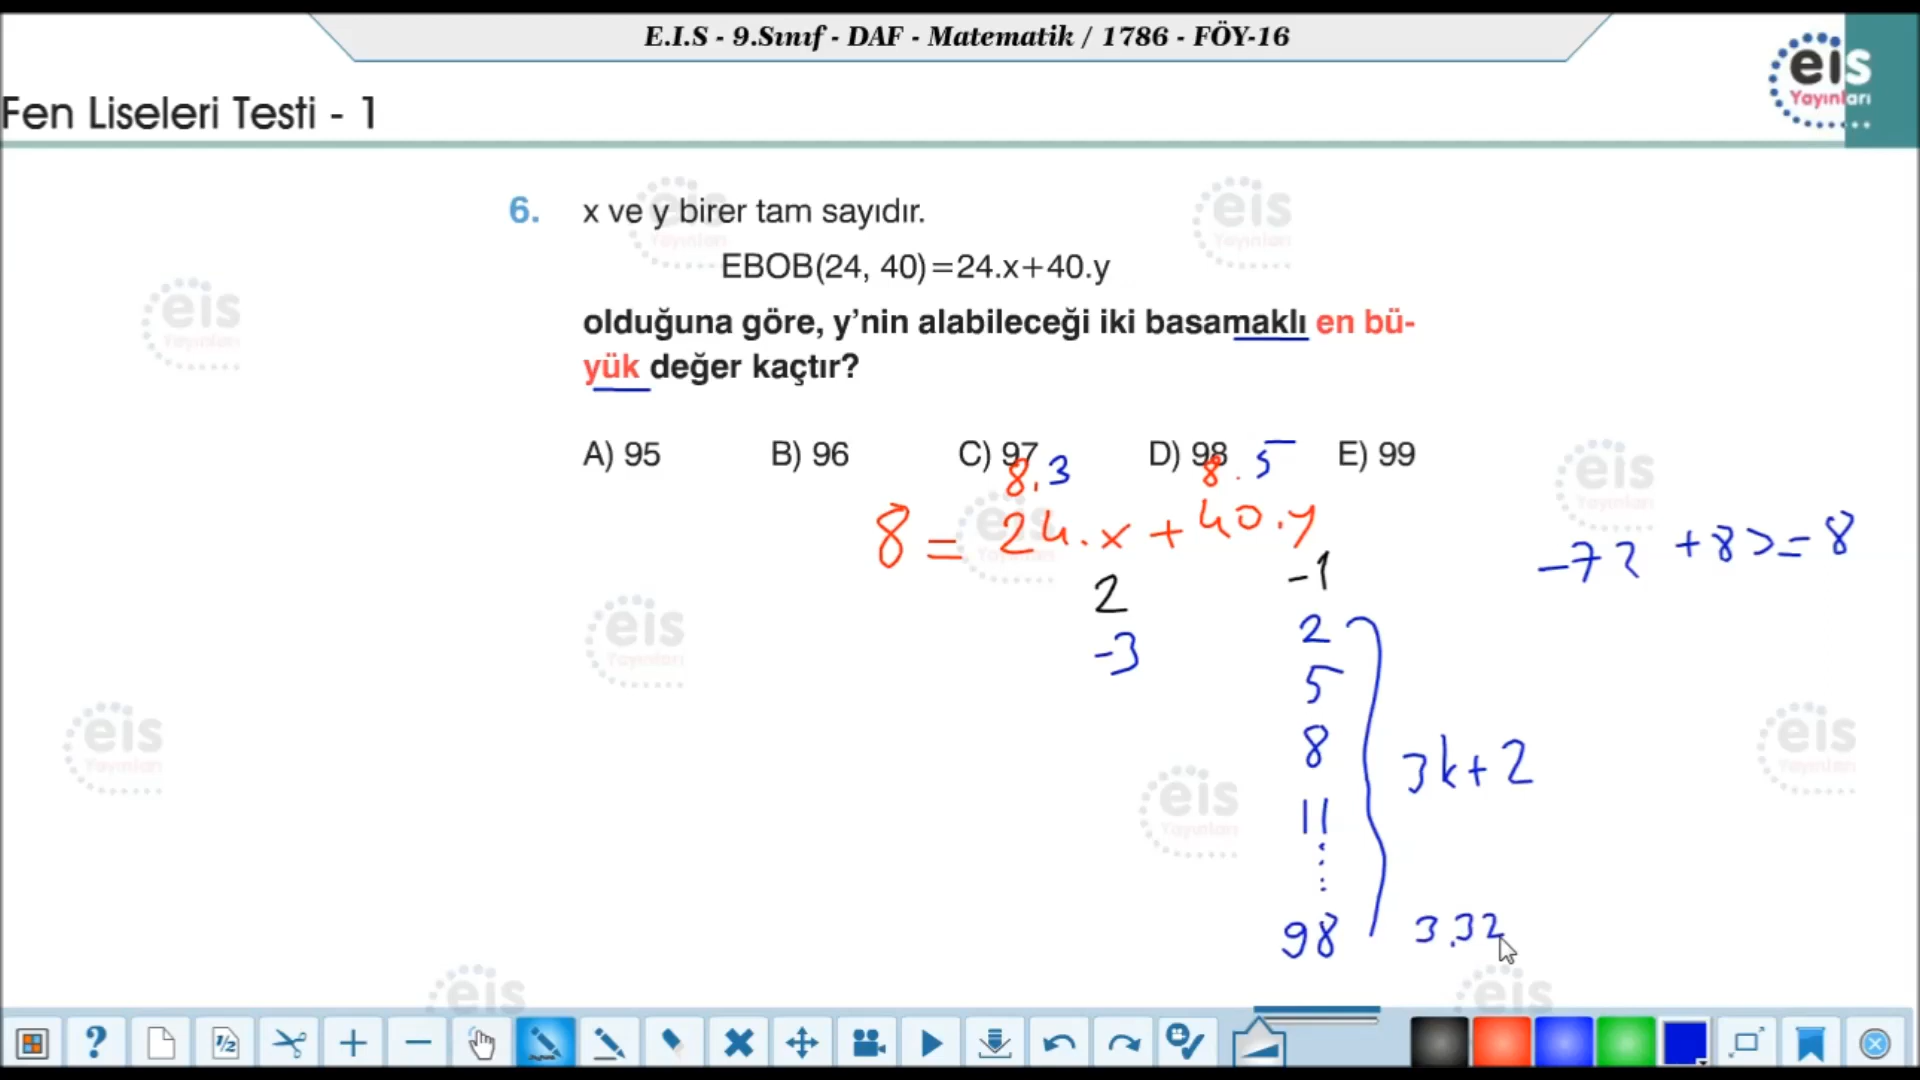 E.I.S - 9.Sınıf - DAF - Matematik / 1786 - FÖY-16
eis
Yayınları
Fen Liseleri Testi - 1
6. x ve y birer tam sayıdır.
EBOB(24, 40)=24.x+40.y
olduğuna göre, y'nin alabileceği iki basamaklı en bü-
yük değer kaçtır?
A) 95 B) 96 C) 97 D) 98 E) 99
8.3 8.5
8 = 24.x + 40.y
-72 +80=8
2 -1
-3 2
5
8
3k+2
11
98 3.32